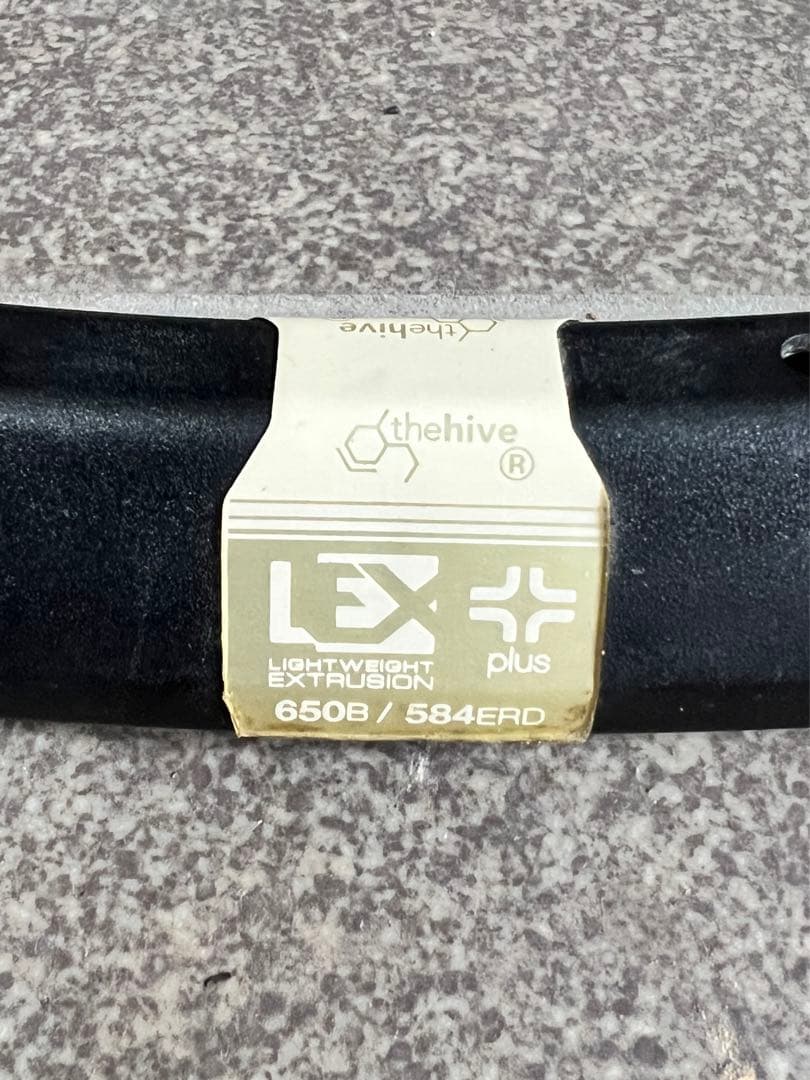 thehive
thehive
®
LEX
plus
LIGHTWEIGHT
EXTRUSION
650B / 584ERD